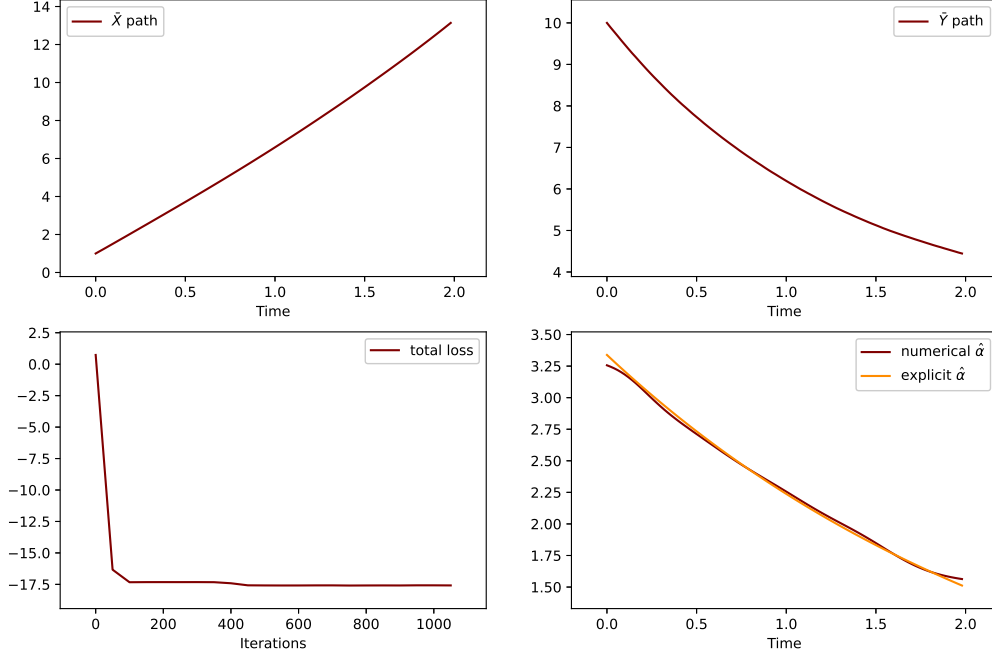 14
12
10
8
6
4
2
0
X̄ path
0.0 0.5 1.0 1.5 2.0
Time
10
9
8
7
6
5
4
Ȳ path
0.0 0.5 1.0 1.5 2.0
Time
2.5
0.0
−2.5
−5.0
−7.5
−10.0
−12.5
−15.0
−17.5
total loss
0 200 400 600 800 1000
Iterations
3.50
3.25
3.00
2.75
2.50
2.25
2.00
1.75
1.50
numerical α̂
explicit α̂
0.0 0.5 1.0 1.5 2.0
Time